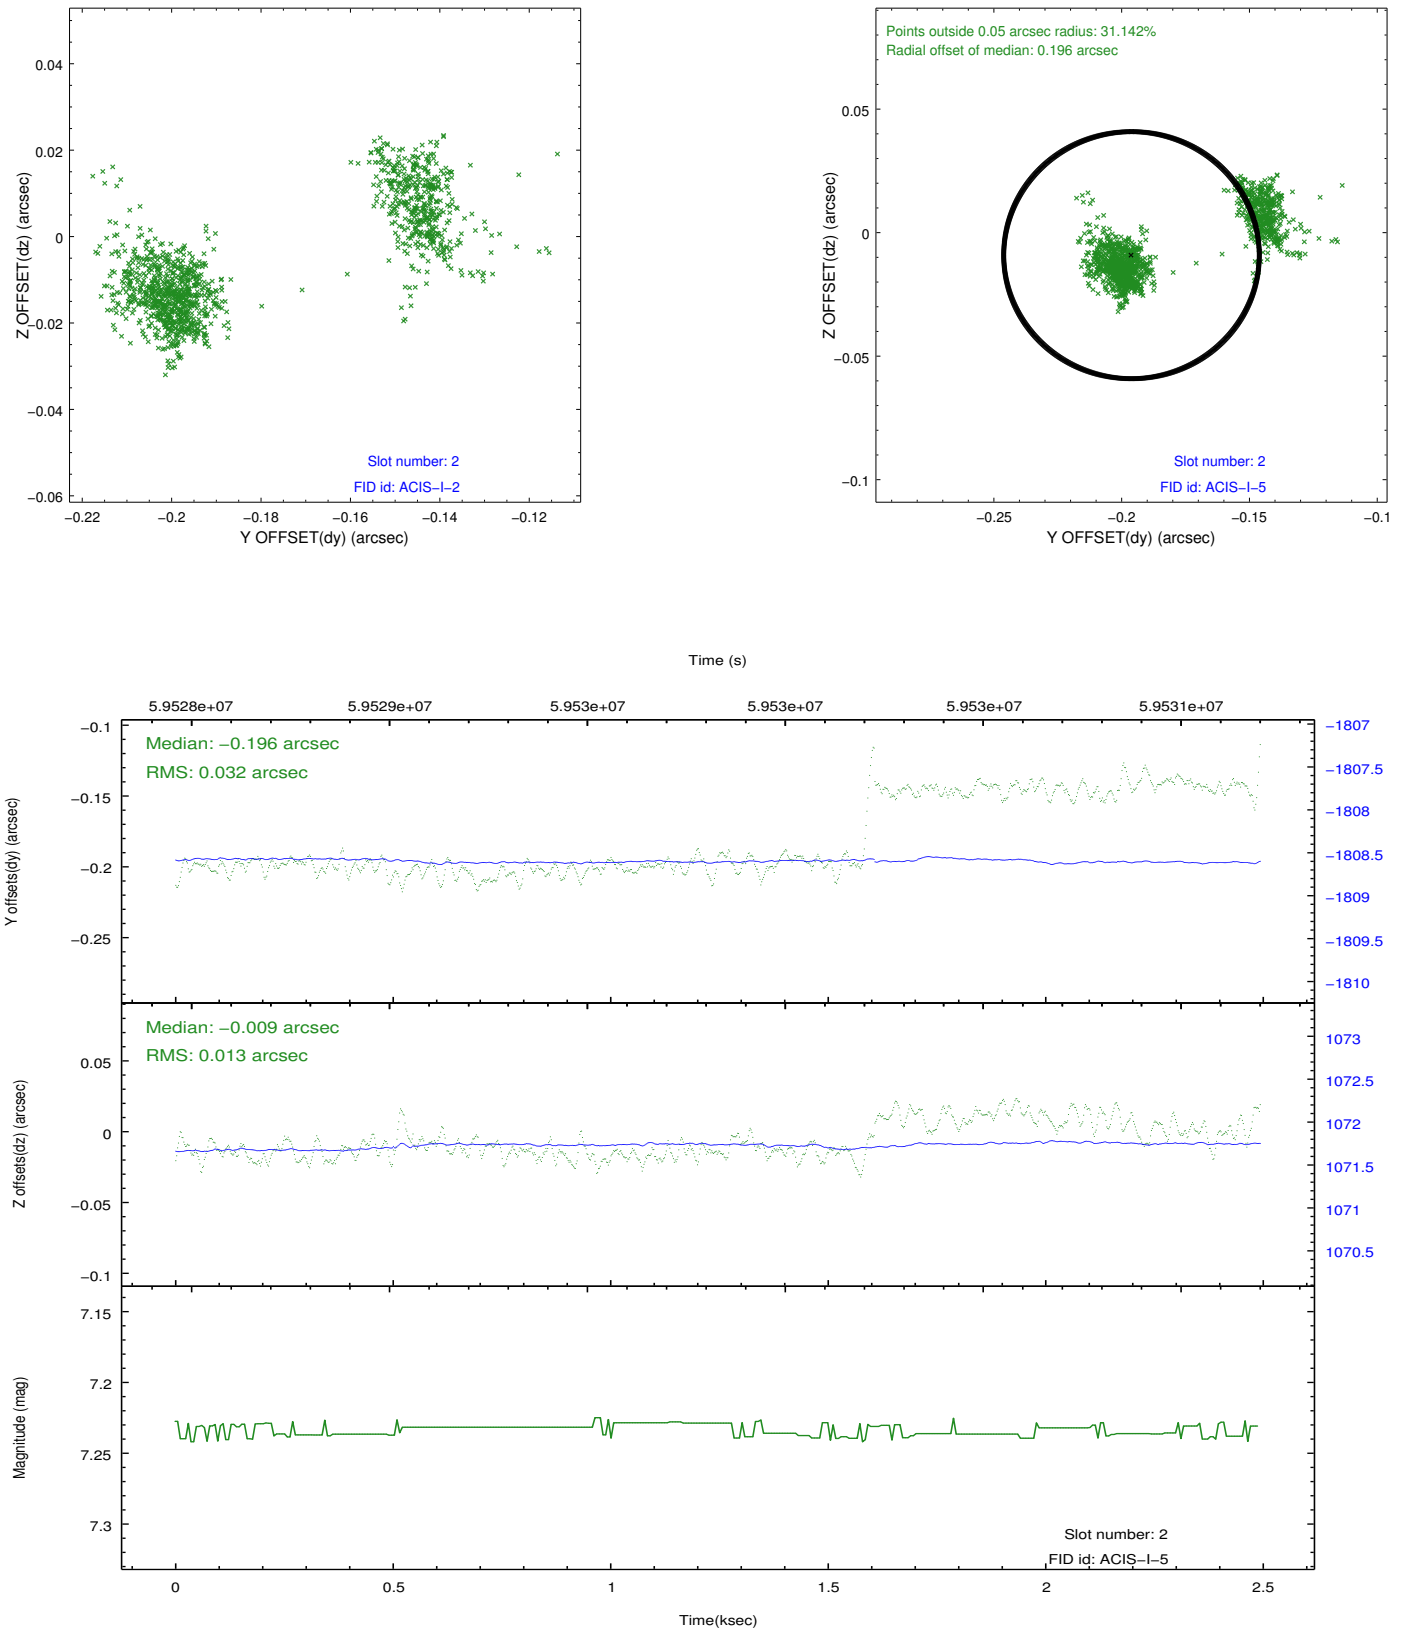 0.04
0.02
0
−0.02
−0.04
−0.06
Z OFFSET(dz) (arcsec)
Slot number: 2
FID id: ACIS−I−2
−0.22
−0.2
−0.18
−0.16
−0.14
−0.12
Y OFFSET(dy) (arcsec)
Points outside 0.05 arcsec radius: 31.142%
Radial offset of median: 0.196 arcsec
0.05
0
−0.05
−0.1
Z OFFSET(dz) (arcsec)
Slot number: 2
FID id: ACIS−I−5
−0.25
−0.2
−0.15
−0.1
Y OFFSET(dy) (arcsec)
Time (s)
5.9528e+07
5.9529e+07
5.953e+07
5.953e+07
5.953e+07
5.9531e+07
Median: −0.196 arcsec
RMS: 0.032 arcsec
−0.1
−0.15
−0.2
−0.25
Y offsets(dy) (arcsec)
−1807
−1807.5
−1808
−1808.5
−1809
−1809.5
−1810
Median: −0.009 arcsec
RMS: 0.013 arcsec
0.05
0
−0.05
−0.1
Z offsets(dz) (arcsec)
1073
1072.5
1072
1071.5
1071
1070.5
7.15
7.2
7.25
7.3
Magnitude (mag)
Slot number: 2
FID id: ACIS−I−5
0
0.5
1
1.5
2
2.5
Time(ksec)